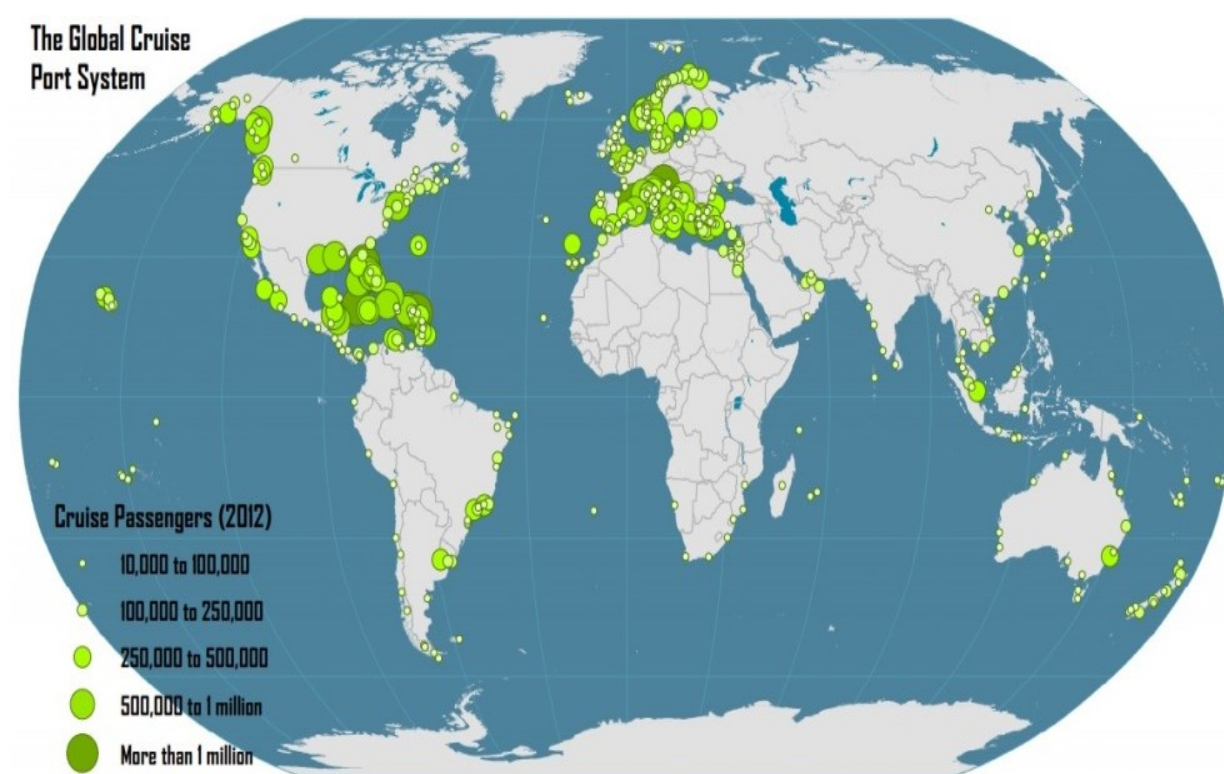 The Global Cruise
Port System
Cruise Passengers (2012)
10,000 to 100,000
100,000 to 250,000
250,000 to 500,000
500,000 to 1 million
More than 1 million